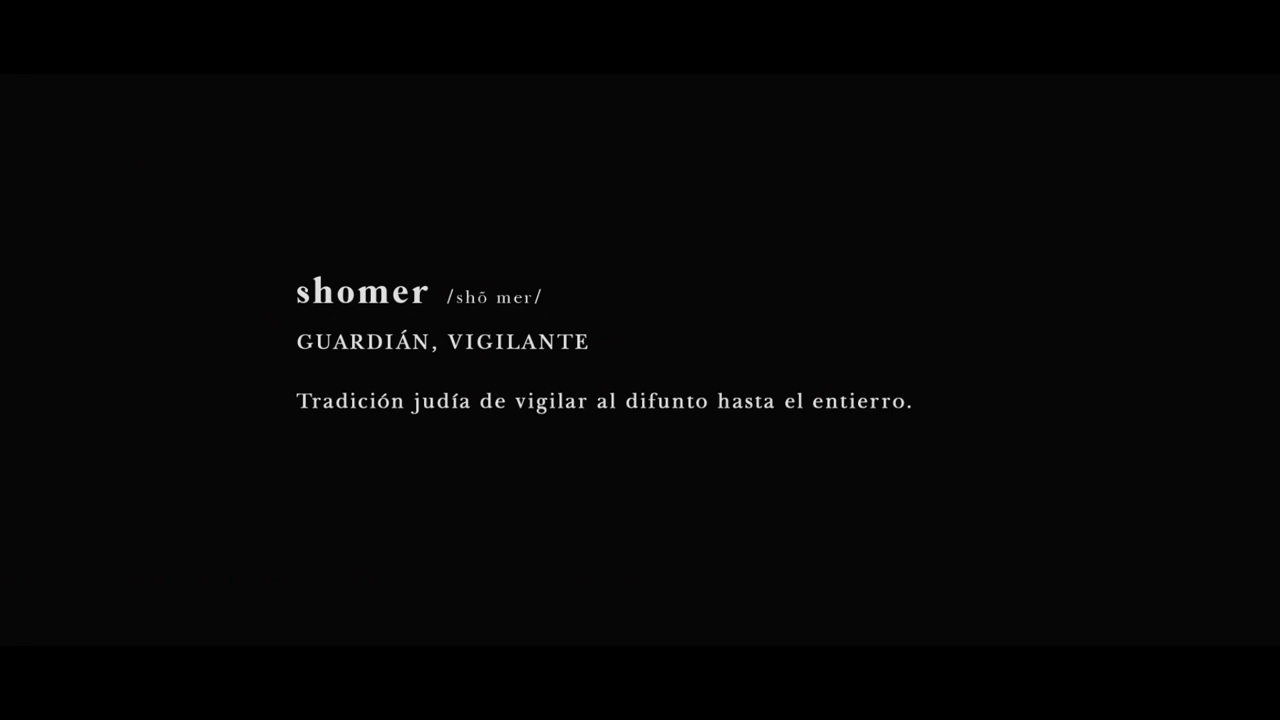 shomer /shō mer/
GUARDIÁN, VIGILANTE
Tradición judía de vigilar al difunto hasta el entierro.